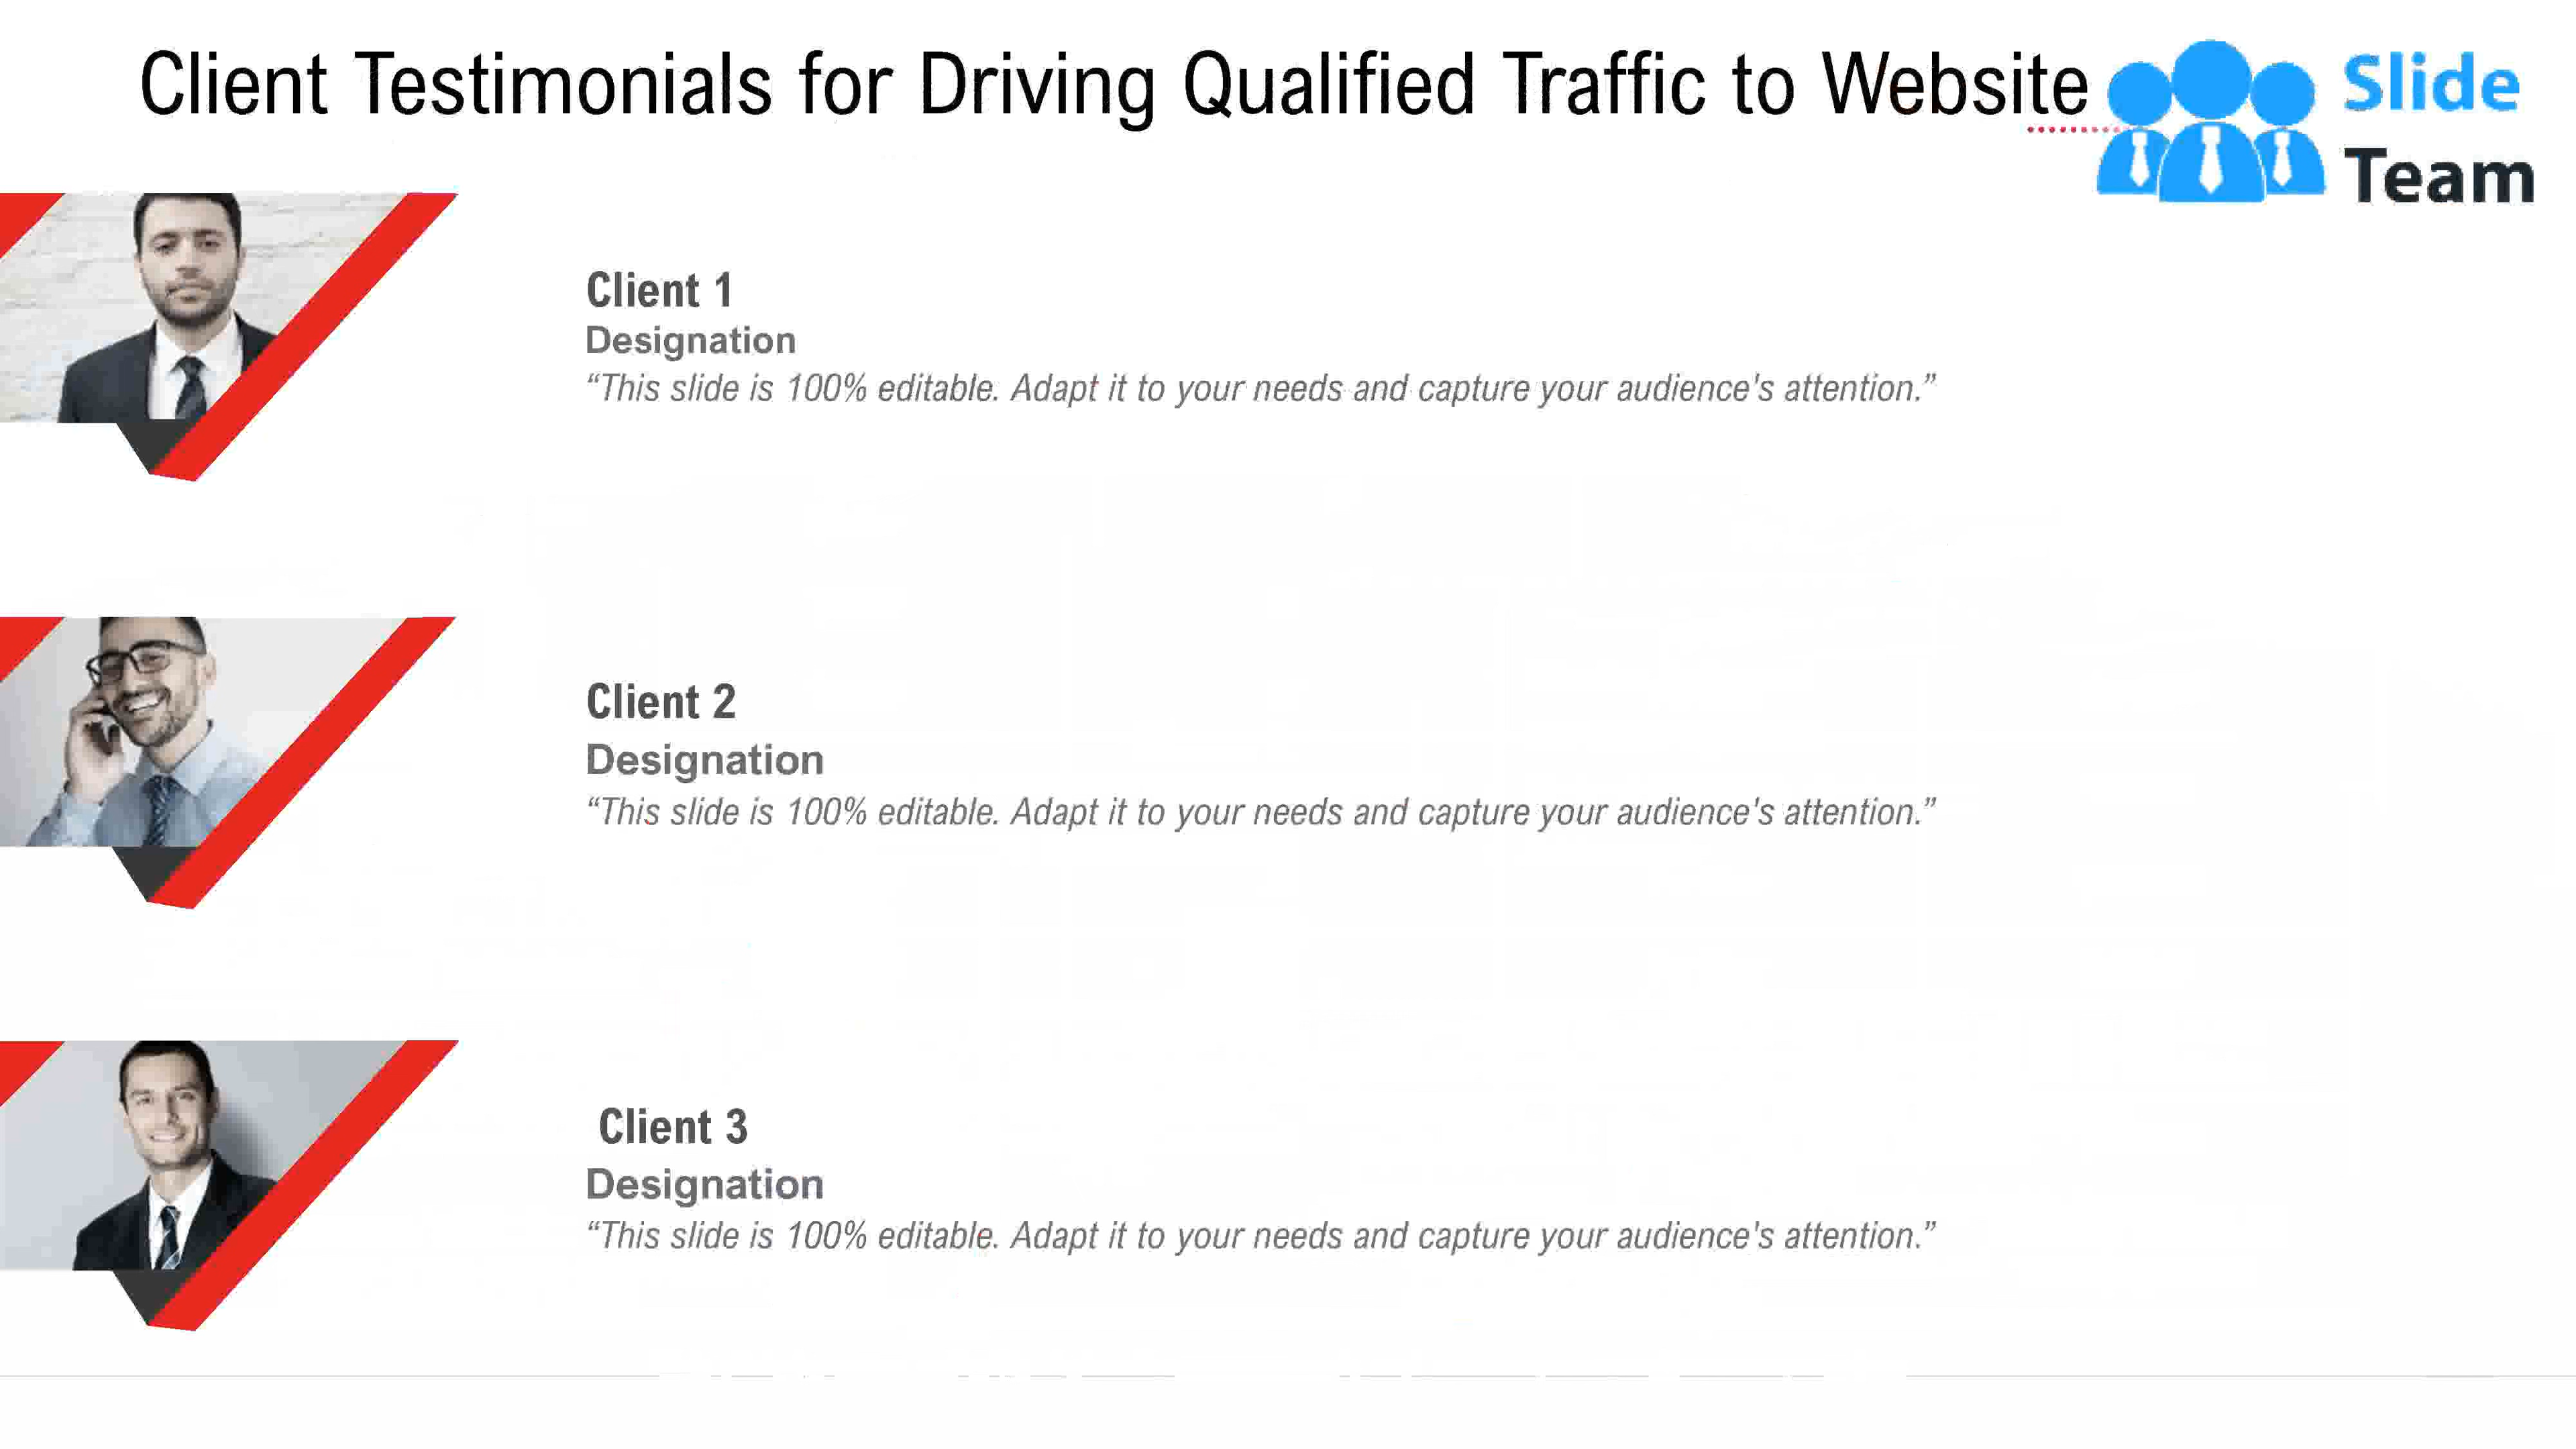 Client Testimonials for Driving Qualified Traffic to Website
Slide
Team
Client 1
Designation
“This slide is 100% editable. Adapt it to your needs and capture your audience's attention.”
Client 2
Designation
“This slide is 100% editable. Adapt it to your needs and capture your audience's attention.”
Client 3
Designation
“This slide is 100% editable. Adapt it to your needs and capture your audience's attention.”